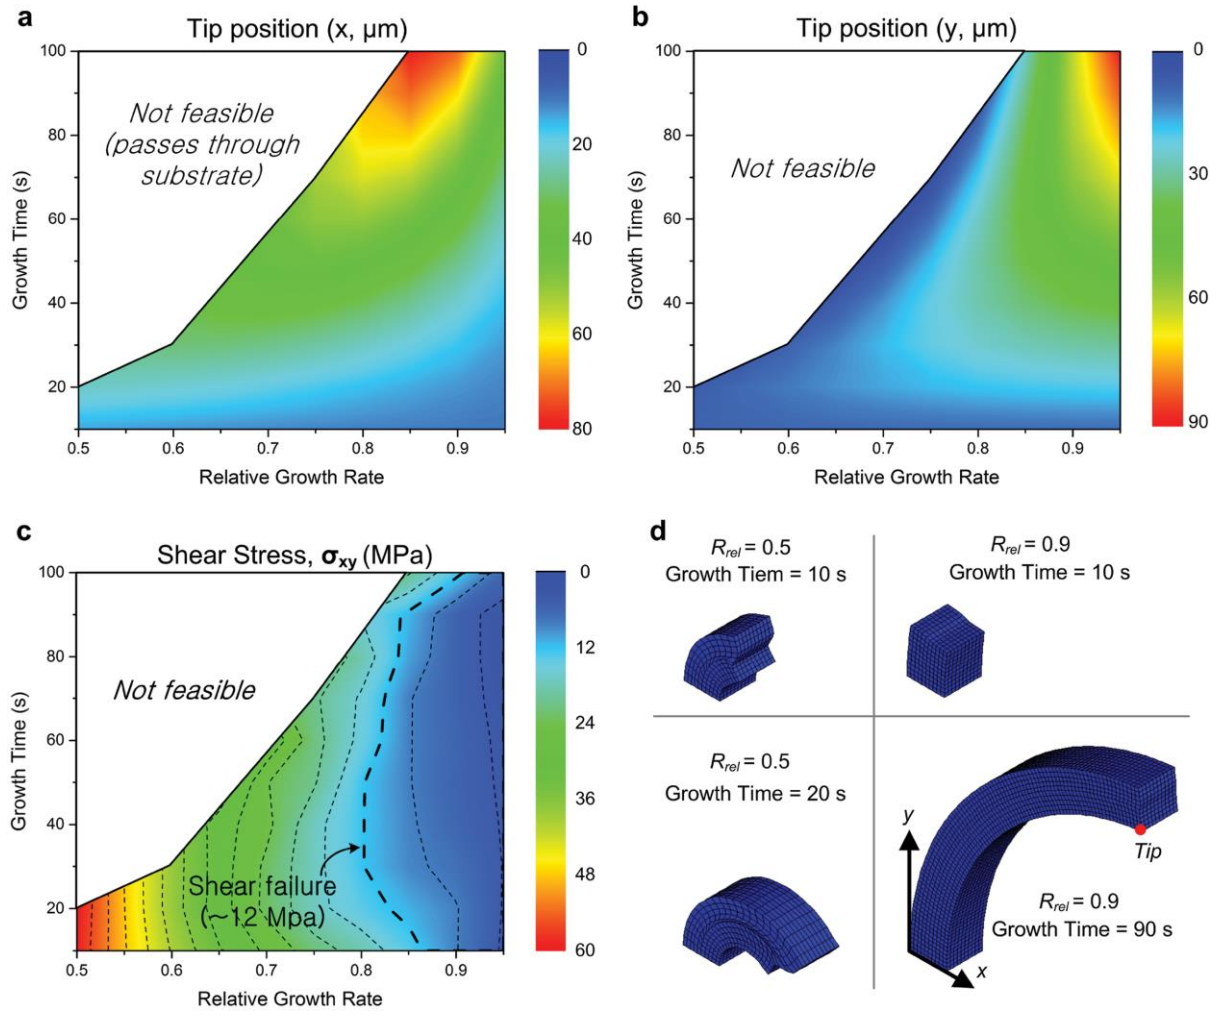 a
Tip position (x, μm)
100
80
60
40
20
Growth Time (s)
Not feasible
(passes through
substrate)
0.5
0.6
0.7
0.8
0.9
Relative Growth Rate
0
20
40
60
80
b
Tip position (y, μm)
100
80
60
40
20
Growth Time (s)
Not feasible
0.5
0.6
0.7
0.8
0.9
Relative Growth Rate
0
30
60
90
c
Shear Stress, σxy (MPa)
100
80
60
40
20
Growth Time (s)
Not feasible
Shear failure
(~12 Mpa)
0.5
0.6
0.7
0.8
0.9
Relative Growth Rate
0
12
24
36
48
60
d
Rrel = 0.5
Growth Tiem = 10 s
Rrel = 0.9
Growth Time = 10 s
Rrel = 0.5
Growth Time = 20 s
y
Tip
Rrel = 0.9
Growth Time = 90 s
x